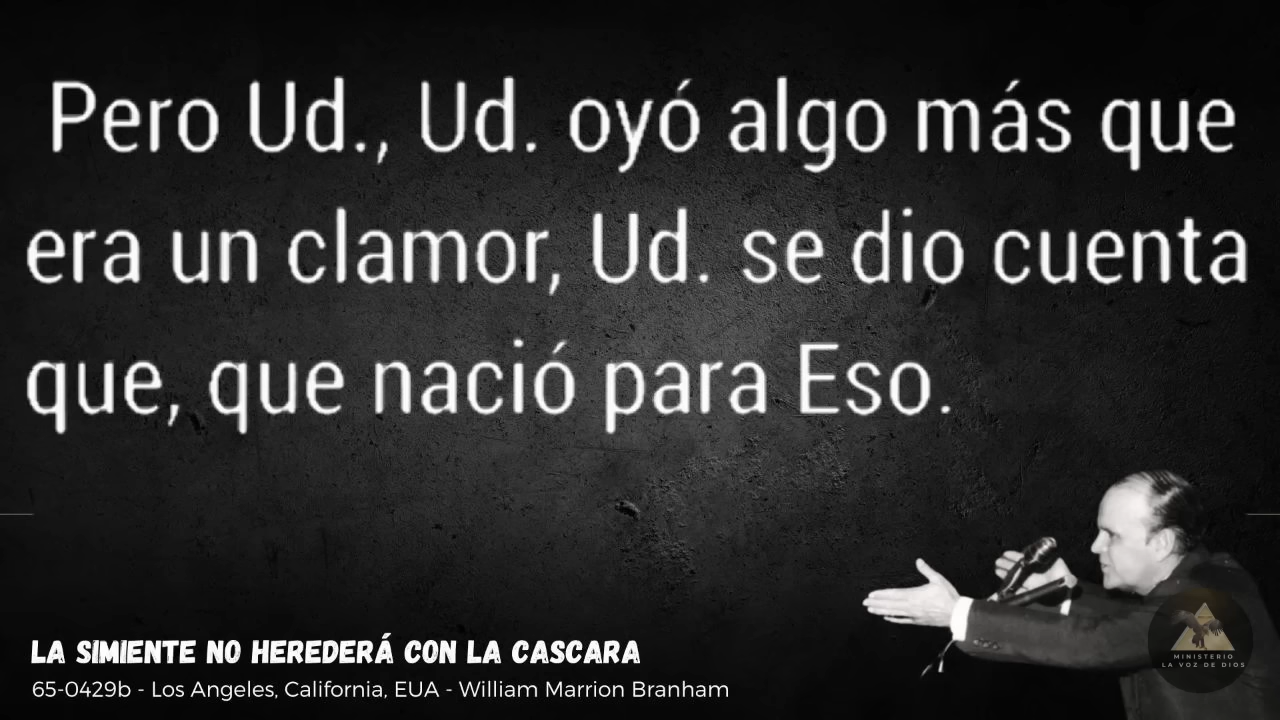 Pero Ud., Ud. oyó algo más que
era un clamor, Ud. se dio cuenta
que, que nació para Eso.
LA SIMIENTE NO HEREDERÁ CON LA CASCARA
65-0429b - Los Angeles, California, EUA - William Marrion Branham
MINISTERIO
LA VOZ DE DIOS